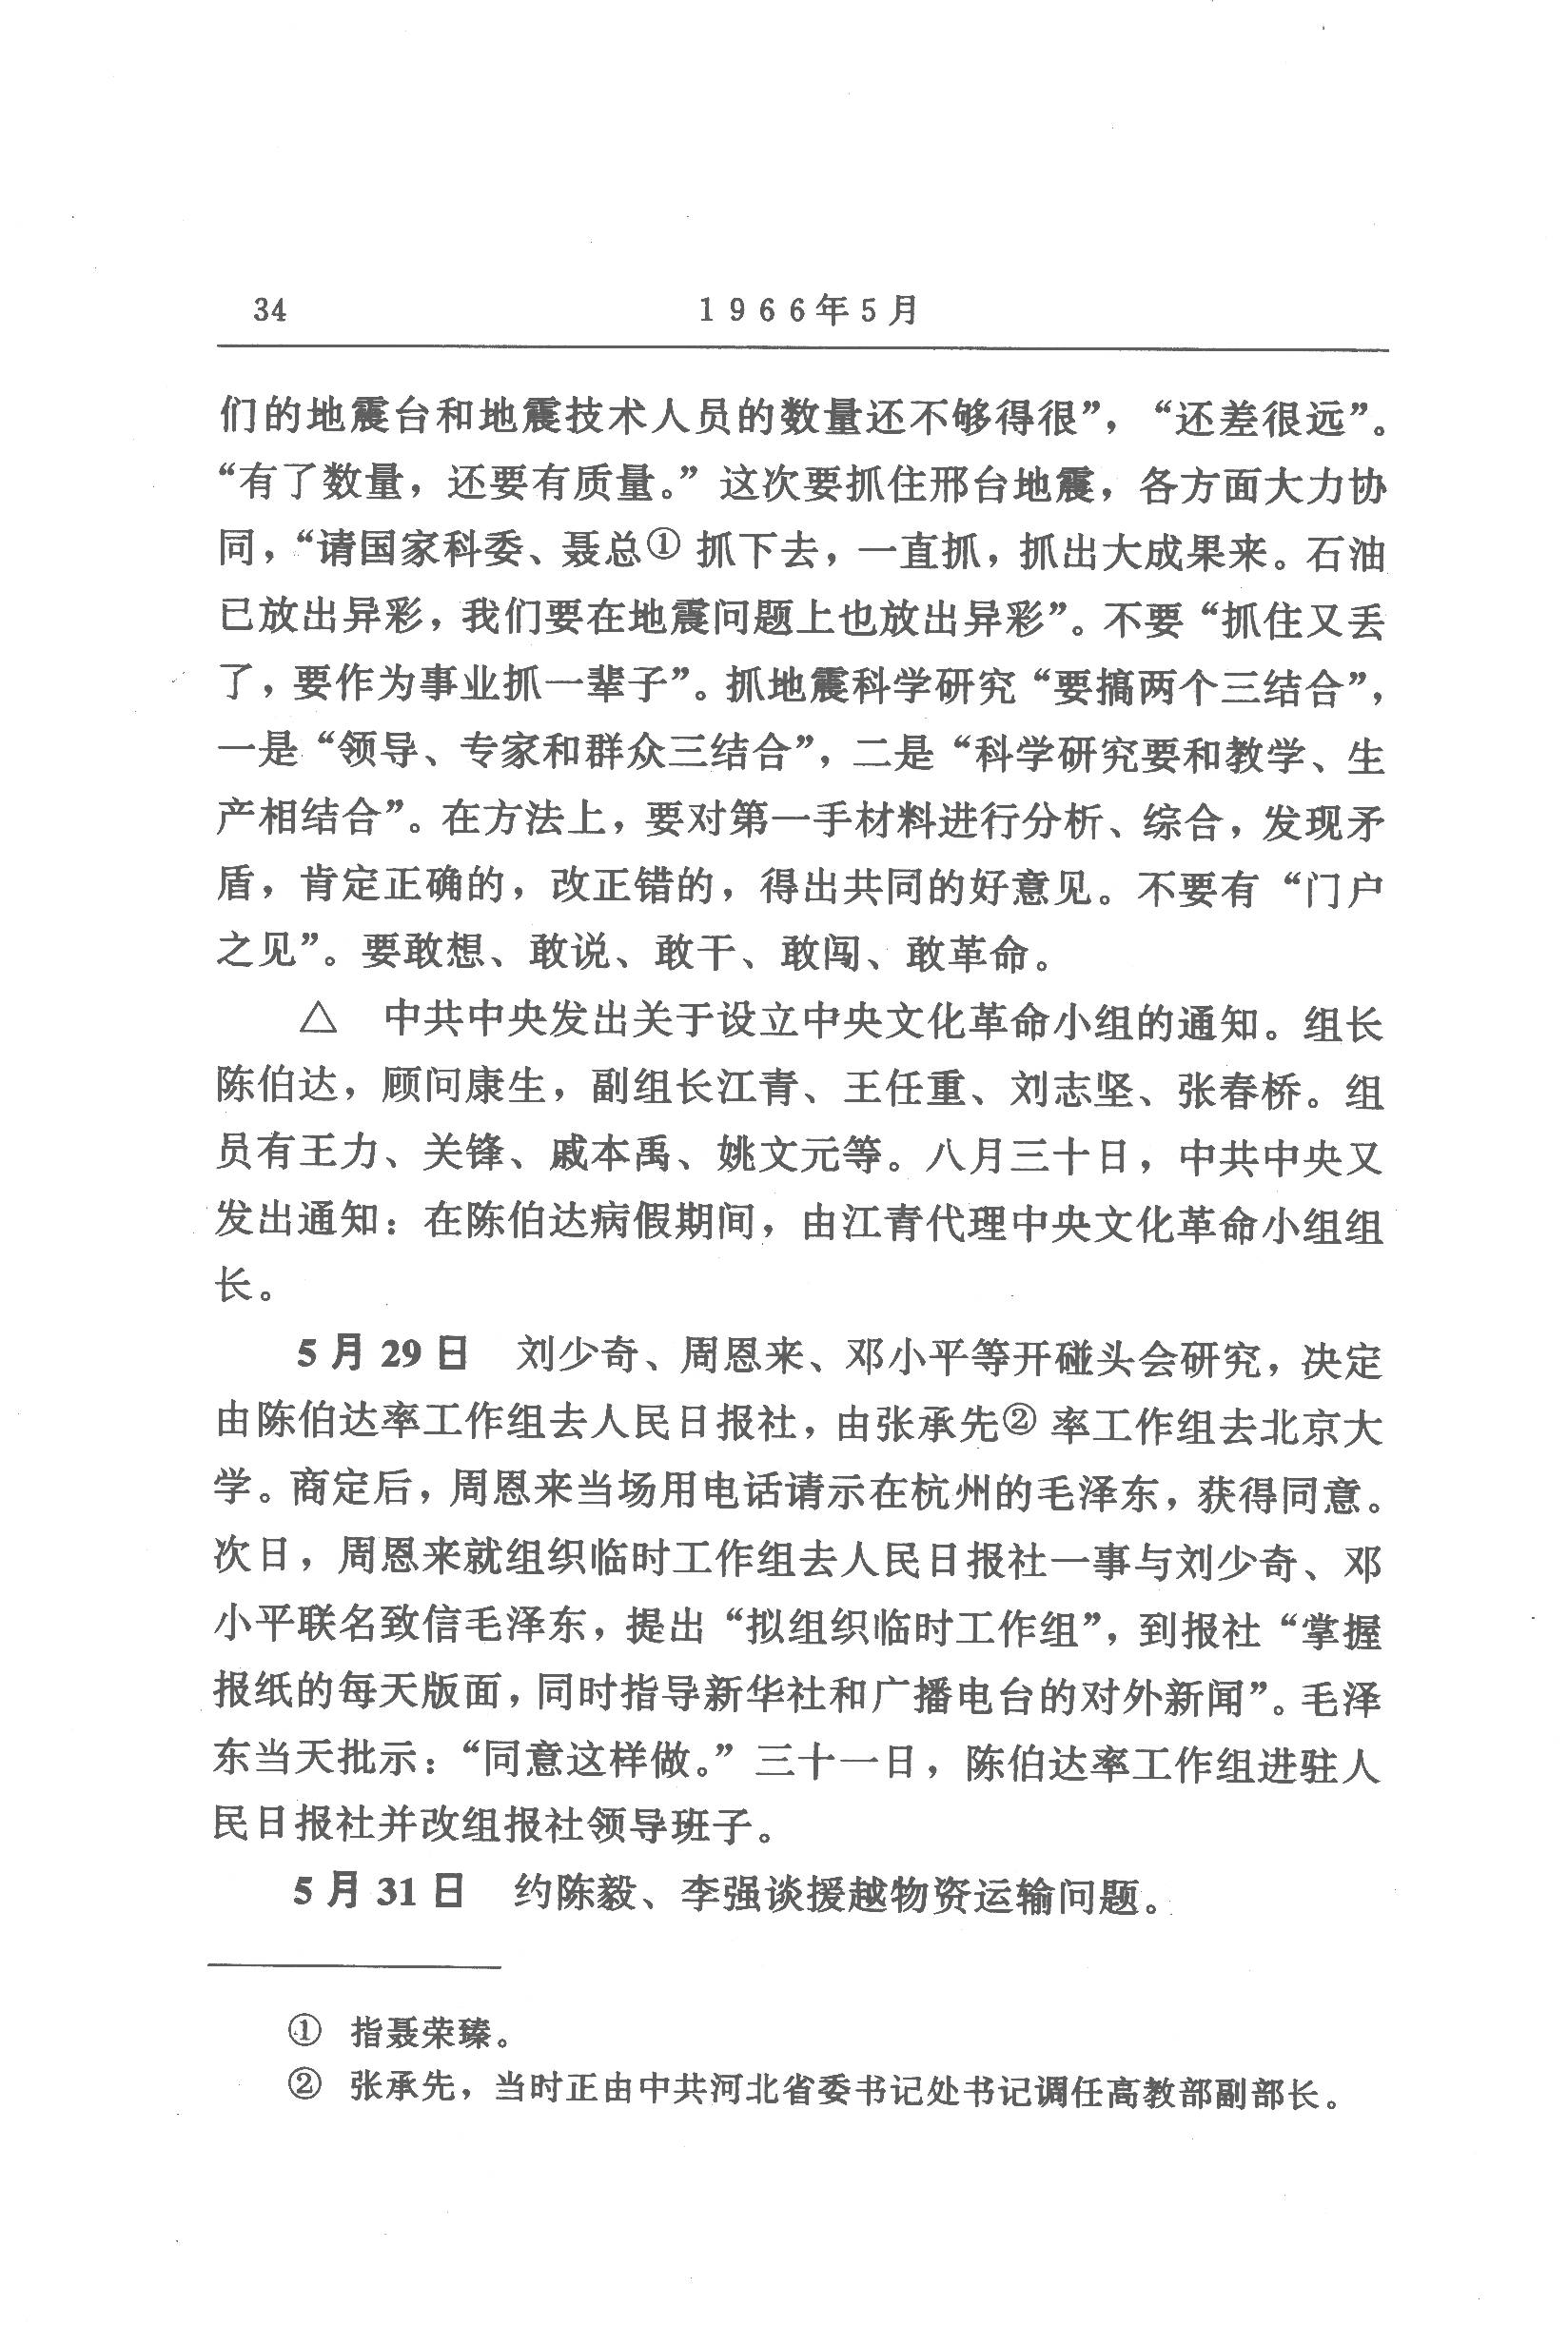 34 1966年5月
们的地震台和地震技术人员的数量还不够得很”，“还差很远”。
“有了数量，还要有质量。”这次要抓住邢台地震，各方面大力协
同，“请国家科委、聂总① 抓下去，一直抓，抓出大成果来。石油
已放出异彩，我们要在地震问题上也放出异彩”。不要“抓住又丢
了，要作为事业抓一辈子”。抓地震科学研究“要搞两个三结合”，
一是“领导、专家和群众三结合”，二是“科学研究要和教学、生
产相结合”。在方法上，要对第一手材料进行分析、综合，发现矛
盾，肯定正确的，改正错的，得出共同的好意见。不要有“门户
之见”。要敢想、敢说、敢干、敢闯、敢革命。
△ 中共中央发出关于设立中央文化革命小组的通知。组长
陈伯达，顾问康生，副组长江青、王任重、刘志坚、张春桥。组
员有王力、关锋、戚本禹、姚文元等。八月三十日，中共中央又
发出通知：在陈伯达病假期间，由江青代理中央文化革命小组组
长。
5月29日 刘少奇、周恩来、邓小平等开碰头会研究，决定
由陈伯达率工作组去人民日报社，由张承先② 率工作组去北京大
学。商定后，周恩来当场用电话请示在杭州的毛泽东，获得同意。
次日，周恩来就组织临时工作组去人民日报社一事与刘少奇、邓
小平联名致信毛泽东，提出“拟组织临时工作组”，到报社“掌握
报纸的每天版面，同时指导新华社和广播电台的对外新闻”。毛泽
东当天批示：“同意这样做。”三十一日，陈伯达率工作组进驻人
民日报社并改组报社领导班子。
5月31日 约陈毅、李强谈援越物资运输问题。
① 指聂荣臻。
② 张承先，当时正由中共河北省委书记处书记调任高教部副部长。